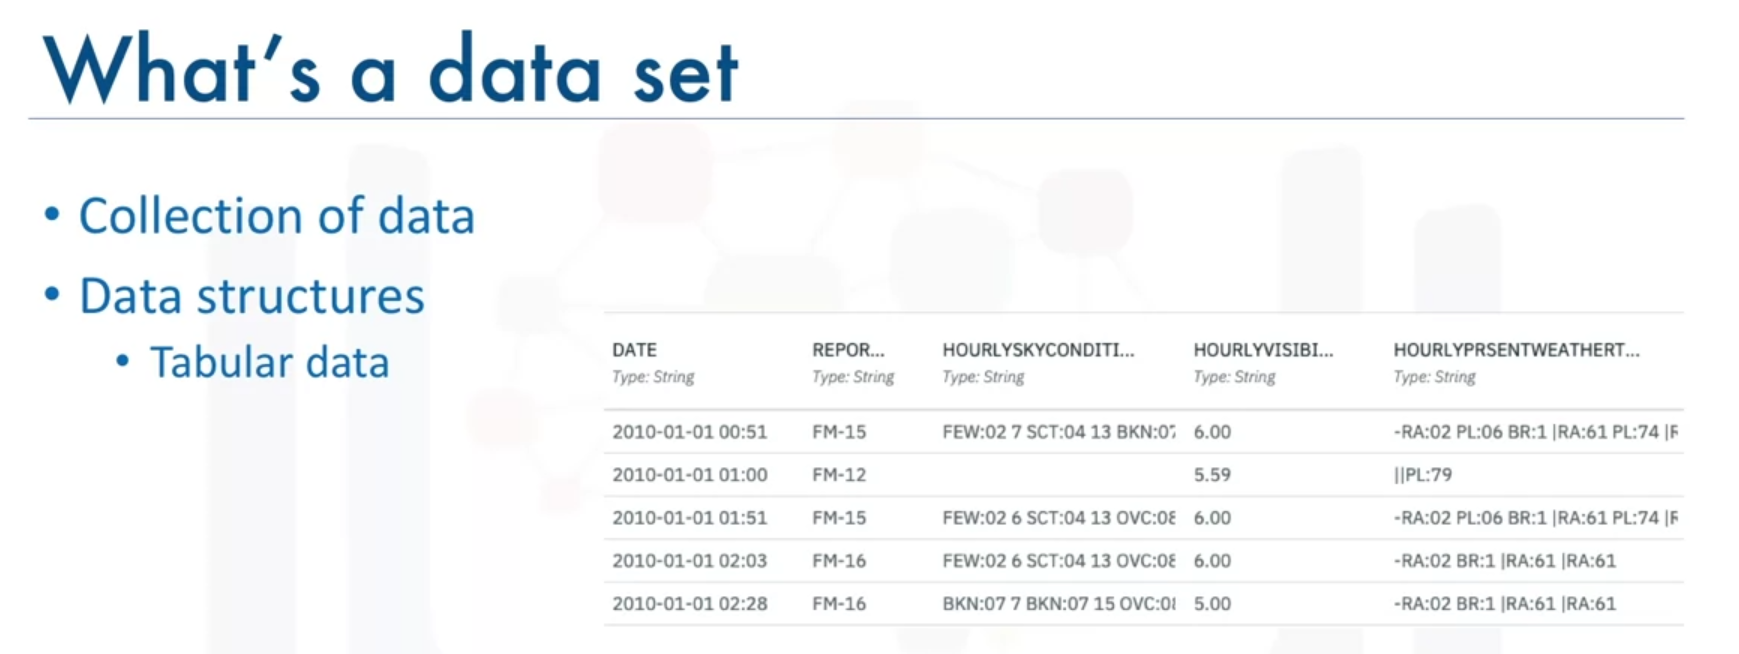 What's a data set
• Collection of data
• Data structures
• Tabular data
DATE REPOR... HOURLYSKYCONDITI... HOURLYVISIBI... HOURLYPRSENTWEATHERT...
Type: String Type: String Type: String Type: String Type: String
2010-01-01 00:51 FM-15 FEW:02 7 SCT:04 13 BKN:07 6.00 -RA:02 PL:06 BR:1 |RA:61 PL:74 |R
2010-01-01 01:00 FM-12 5.59 ||PL:79
2010-01-01 01:51 FM-15 FEW:02 6 SCT:04 13 OVC:08 6.00 -RA:02 PL:06 BR:1 |RA:61 PL:74 |R
2010-01-01 02:03 FM-16 FEW:02 6 SCT:04 13 OVC:08 6.00 -RA:02 BR:1 |RA:61 |RA:61
2010-01-01 02:28 FM-16 BKN:07 7 BKN:07 15 OVC:08 5.00 -RA:02 BR:1 |RA:61 |RA:61